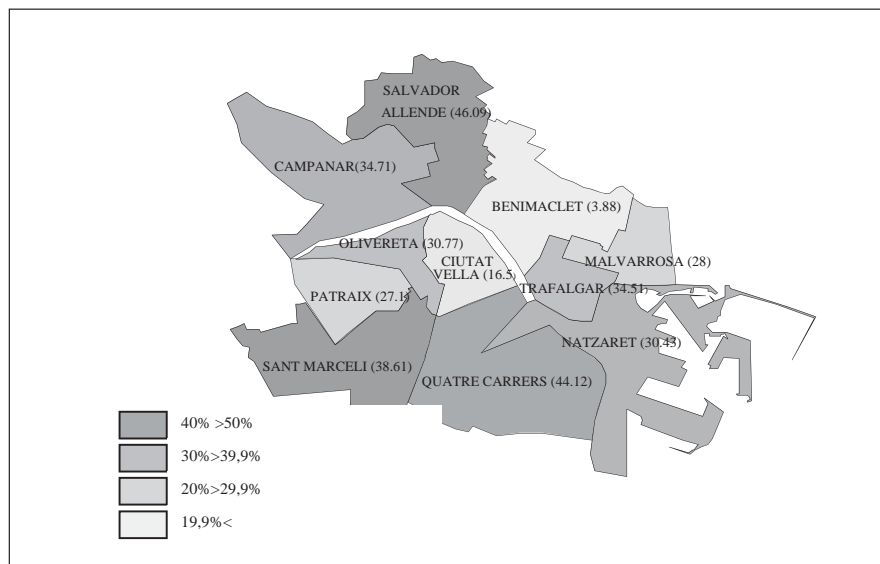 SALVADOR
ALLENDE (46.09)
CAMPANAR(34.71)
BENIMACLET (3.88)
OLIVERETA (30.77)
CIUTAT
VELLA (16.5)
MALVARROSA (28)
PATRAIX (27.1)
TRAFALGAR (34.51)
NATZARET (30.43)
SANT MARCELI (38.61)
QUATRE CARRERS (44.12)
40% >50%
30%>39,9%
20%>29,9%
19,9%<